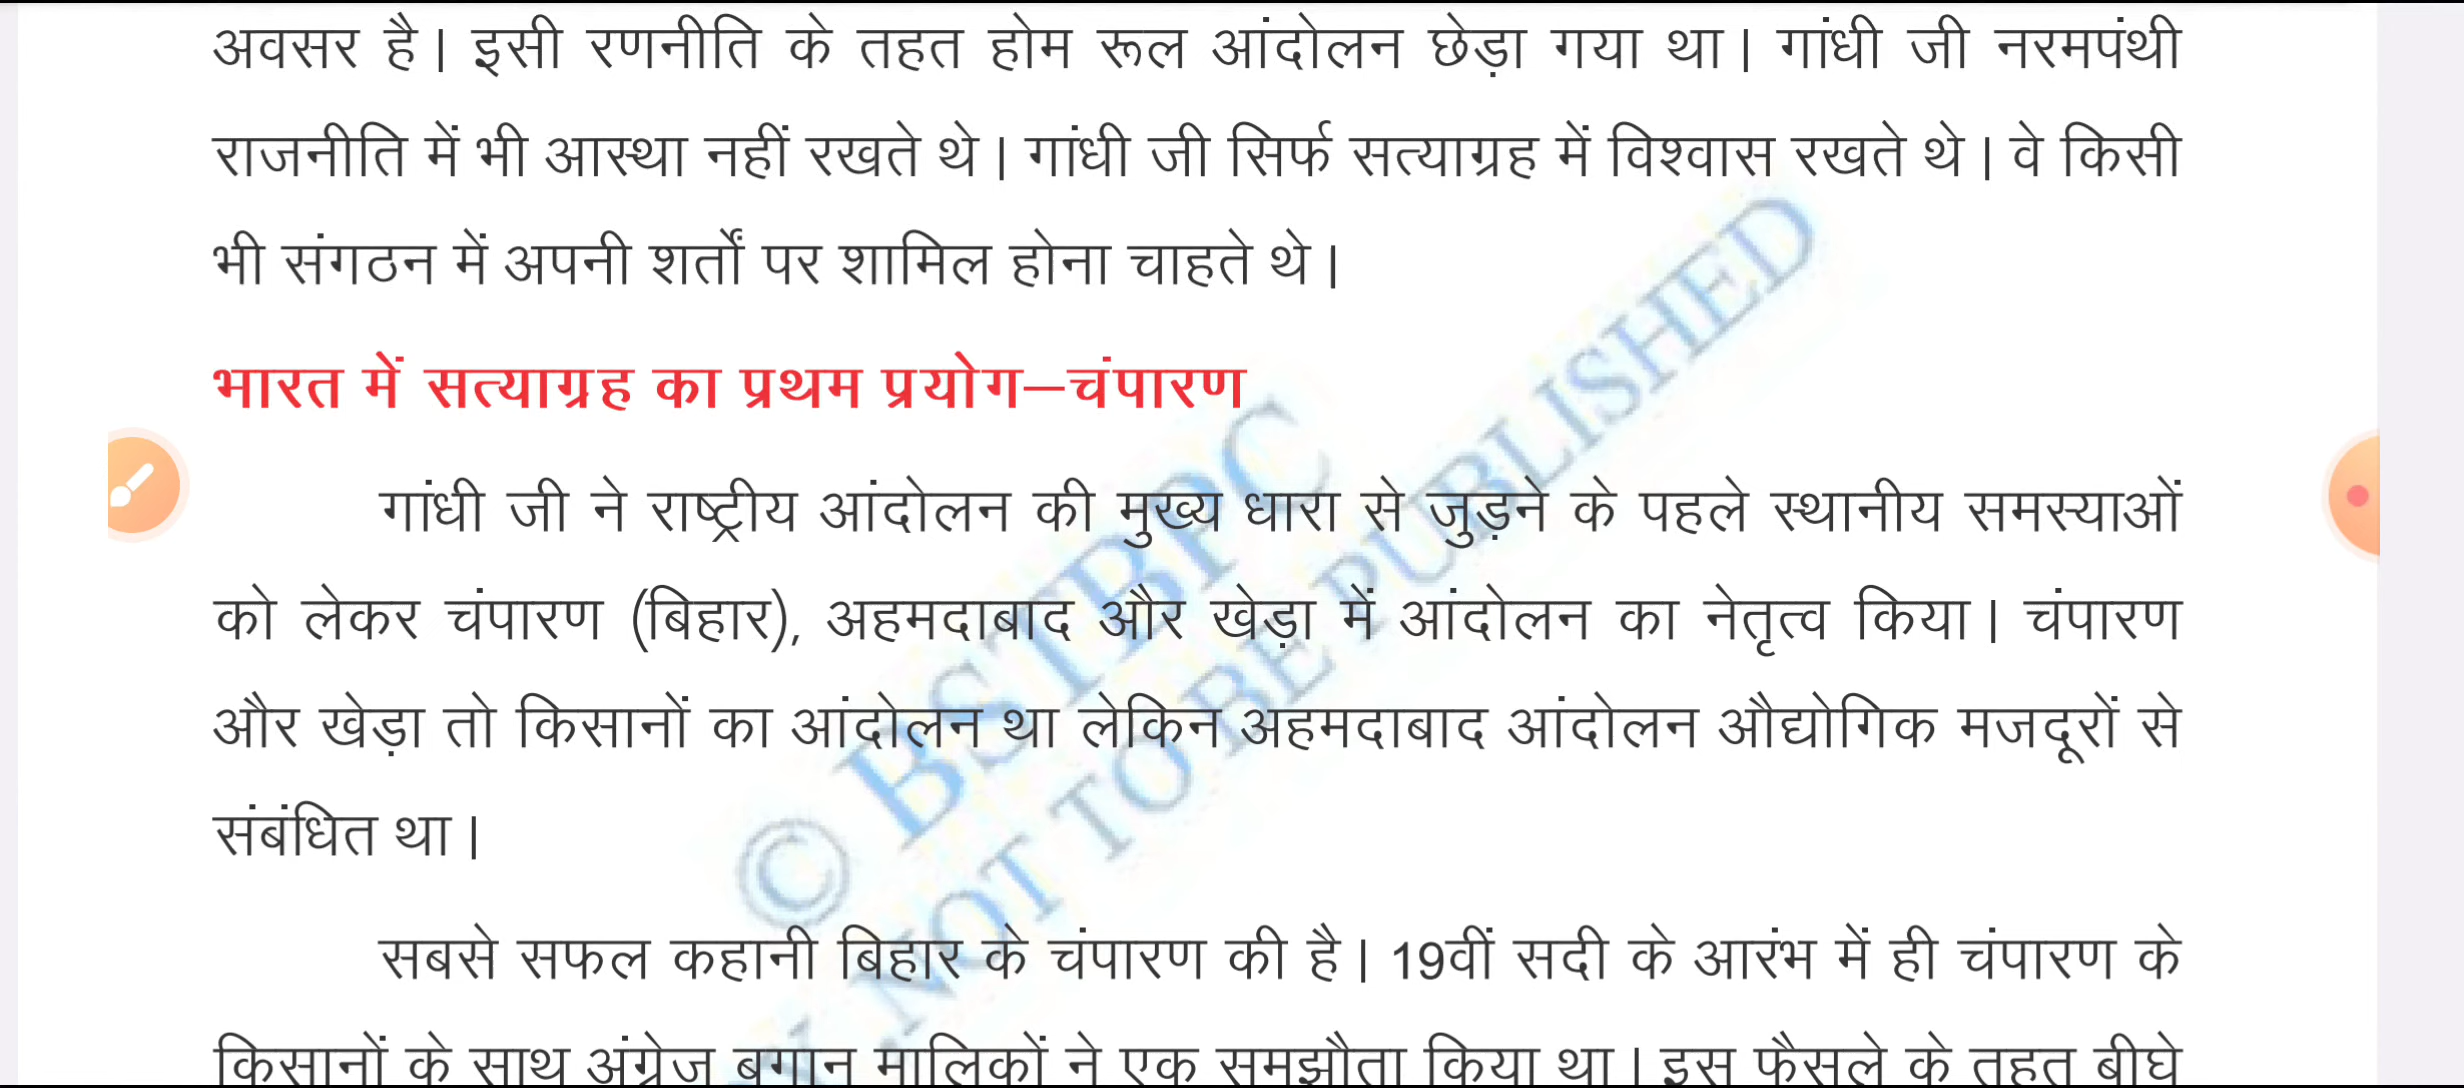 अवसर है। इसी रणनीति के तहत होम रूल आंदोलन छेड़ा गया था। गांधी जी नरमपंथी
राजनीति में भी आस्था नहीं रखते थे। गांधी जी सिर्फ सत्याग्रह में विश्वास रखते थे। वे किसी
भी संगठन में अपनी शर्तों पर शामिल होना चाहते थे।
भारत में सत्याग्रह का प्रथम प्रयोग–चंपारण
गांधी जी ने राष्ट्रीय आंदोलन की मुख्य धारा से जुड़ने के पहले स्थानीय समस्याओं
को लेकर चंपारण (बिहार), अहमदाबाद और खेड़ा में आंदोलन का नेतृत्व किया। चंपारण
और खेड़ा तो किसानों का आंदोलन था लेकिन अहमदाबाद आंदोलन औद्योगिक मजदूरों से
संबंधित था।
सबसे सफल कहानी बिहार के चंपारण की है। 19वीं सदी के आरंभ में ही चंपारण के
किसानों के साथ अंग्रेज बगान मालिकों ने एक समझौता किया था। इस फैसले के तहत बीघे
© BSTBPC
NOT TO BE PUBLISHED